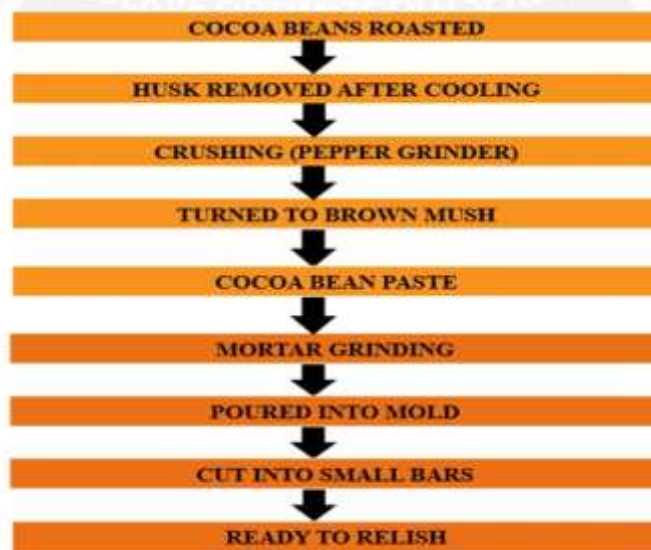 COCOA BEANS ROASTED
HUSK REMOVED AFTER COOLING
CRUSHING (PEPPER GRINDER)
TURNED TO BROWN MUSH
COCOA BEAN PASTE
MORTAR GRINDING
POURED INTO MOLD
CUT INTO SMALL BARS
READY TO RELISH